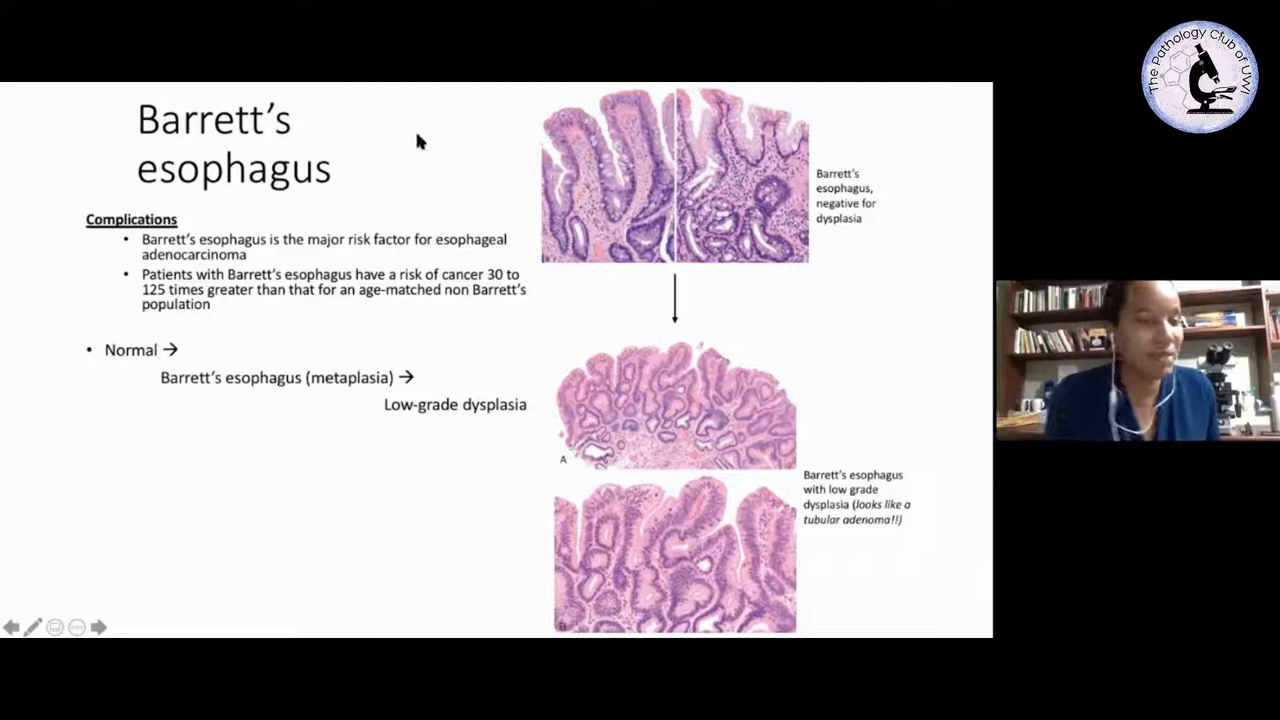 The Pathology Club of UWI
Barrett's
esophagus
Complications
• Barrett's esophagus is the major risk factor for esophageal
adenocarcinoma
• Patients with Barrett's esophagus have a risk of cancer 30 to
125 times greater than that for an age-matched non Barrett's
population
• Normal →
Barrett's esophagus (metaplasia) →
Low-grade dysplasia
Barrett's
esophagus,
negative for
dysplasia
A
Barrett's esophagus
with low grade
dysplasia (looks like a
tubular adenoma!!)
B